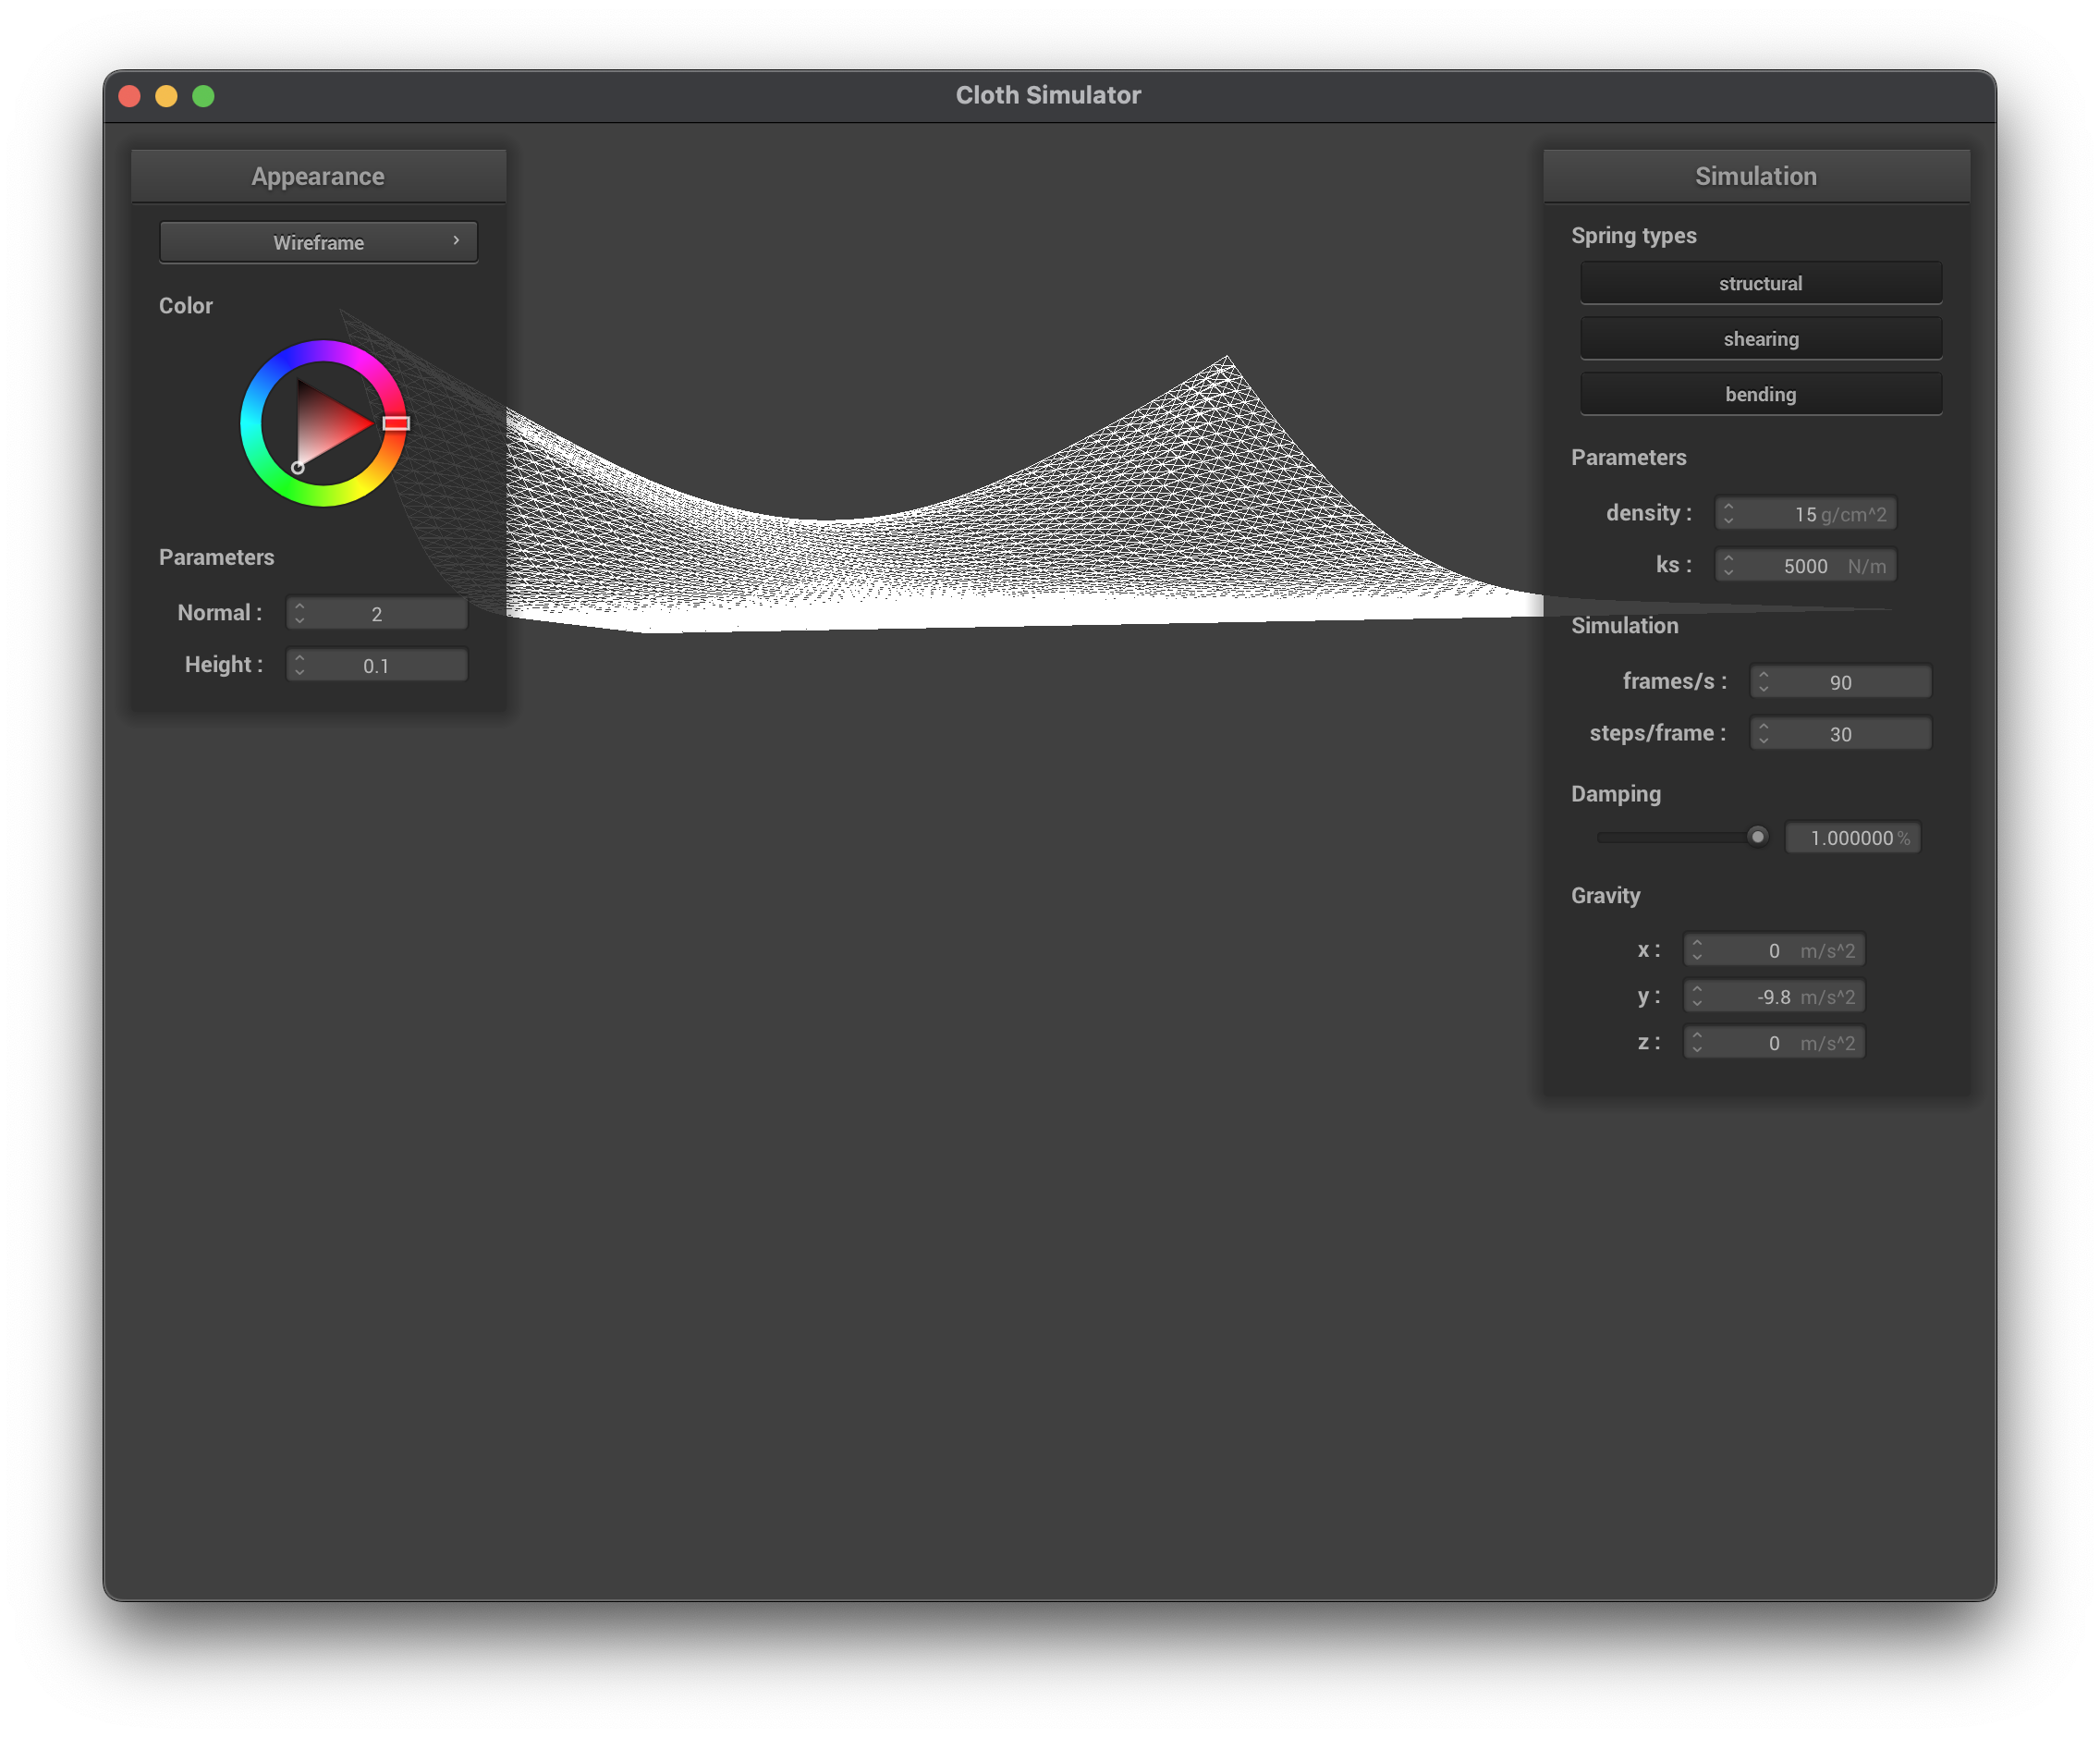 Cloth Simulator
Appearance
Wireframe
Color
Parameters
Normal : 2
Height : 0.1
Simulation
Spring types
structural
shearing
bending
Parameters
density : 15 g/cm^2
ks : 5000 N/m
Simulation
frames/s : 90
steps/frame : 30
Damping
1.000000 %
Gravity
x : 0 m/s^2
y : -9.8 m/s^2
z : 0 m/s^2